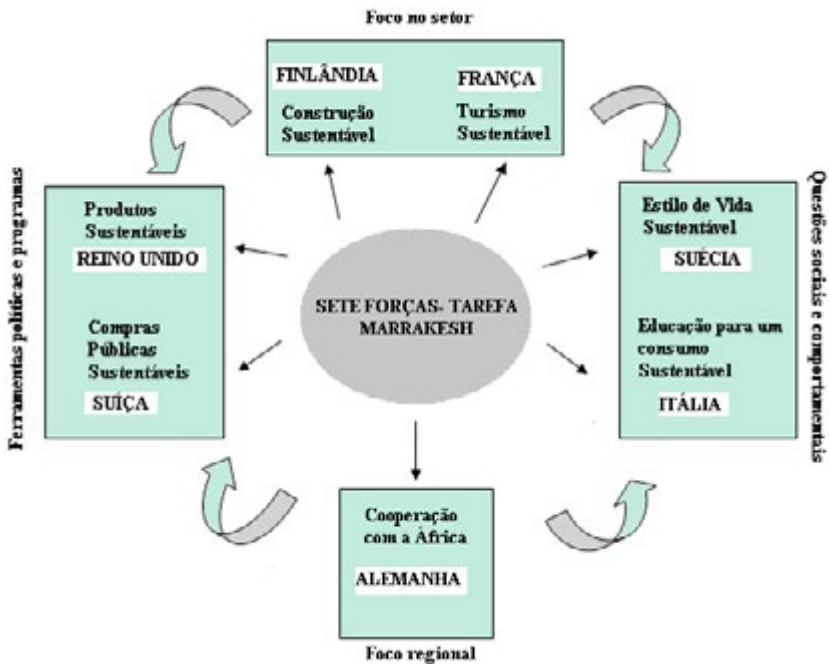 Foco no setor
FINLÂNDIA
Construção
Sustentável
FRANÇA
Turismo
Sustentável
Ferramentas políticas e programas
Produtos
Sustentáveis
REINO UNIDO
Compras
Públicas
Sustentáveis
SUÍÇA
SETE FORÇAS- TAREFA
MARRAKESH
Estilo de Vida
Sustentável
SUÉCIA
Educação para um
consumo
Sustentável
ITÁLIA
Questões sociais e comportamentais
Cooperação
com a África
ALEMANHA
Foco regional